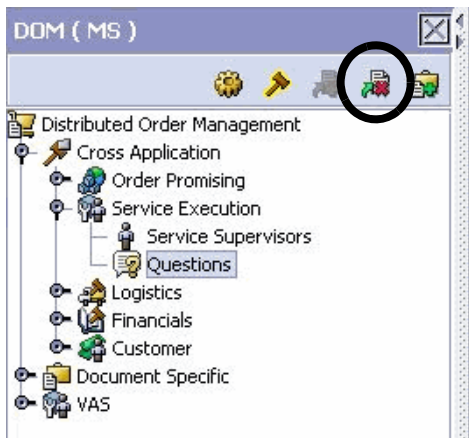 DOM ( MS )
Distributed Order Management
Cross Application
Order Promising
Service Execution
Service Supervisors
Questions
Logistics
Financials
Customer
Document Specific
VAS